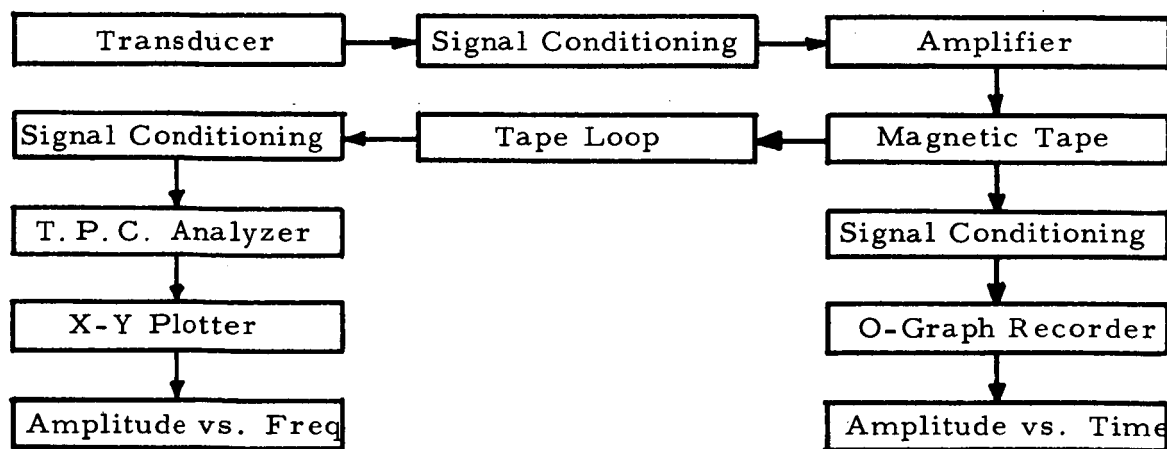 Transducer
Signal Conditioning
Amplifier
Signal Conditioning
Tape Loop
Magnetic Tape
T. P. C. Analyzer
Signal Conditioning
X-Y Plotter
O-Graph Recorder
Amplitude vs. Freq
Amplitude vs. Time